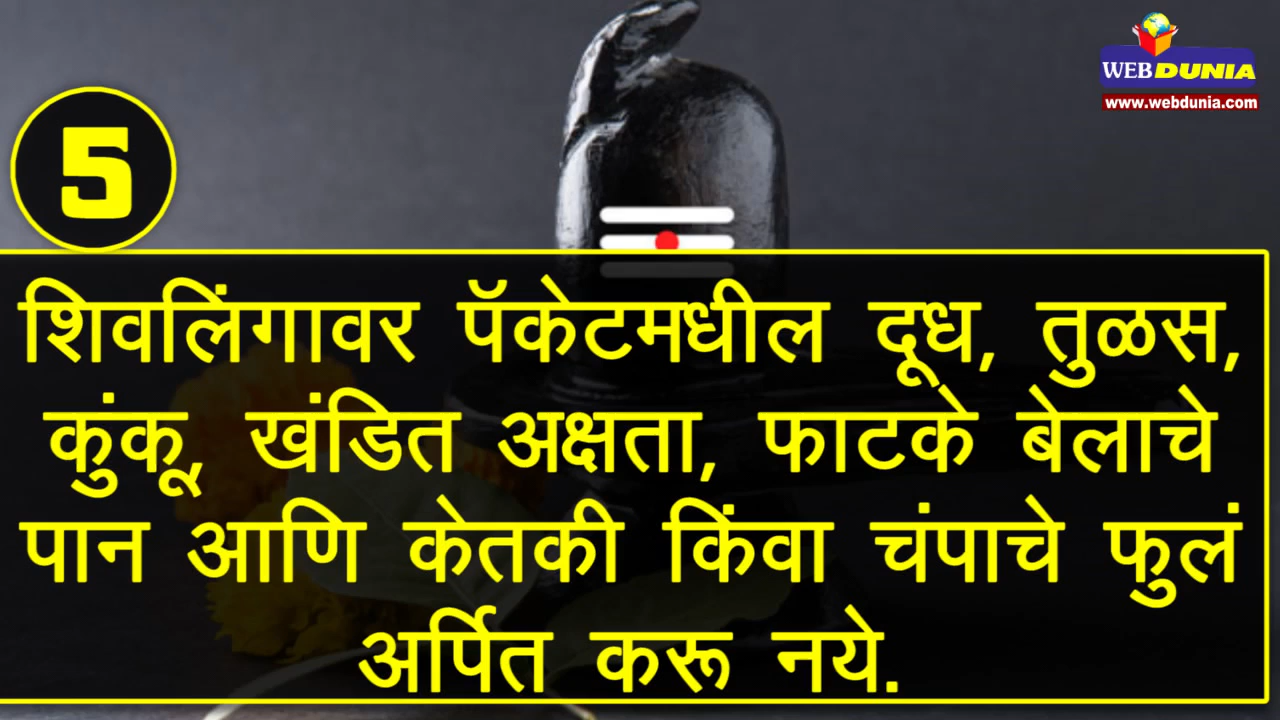 WEBDUNIA
www.webdunia.com
5
शिवलिंगावर पॅकेटमधील दूध, तुळस,
कुंकू, खंडित अक्षता, फाटके बेलाचे
पान आणि केतकी किंवा चंपाचे फुलं
अर्पित करू नये.